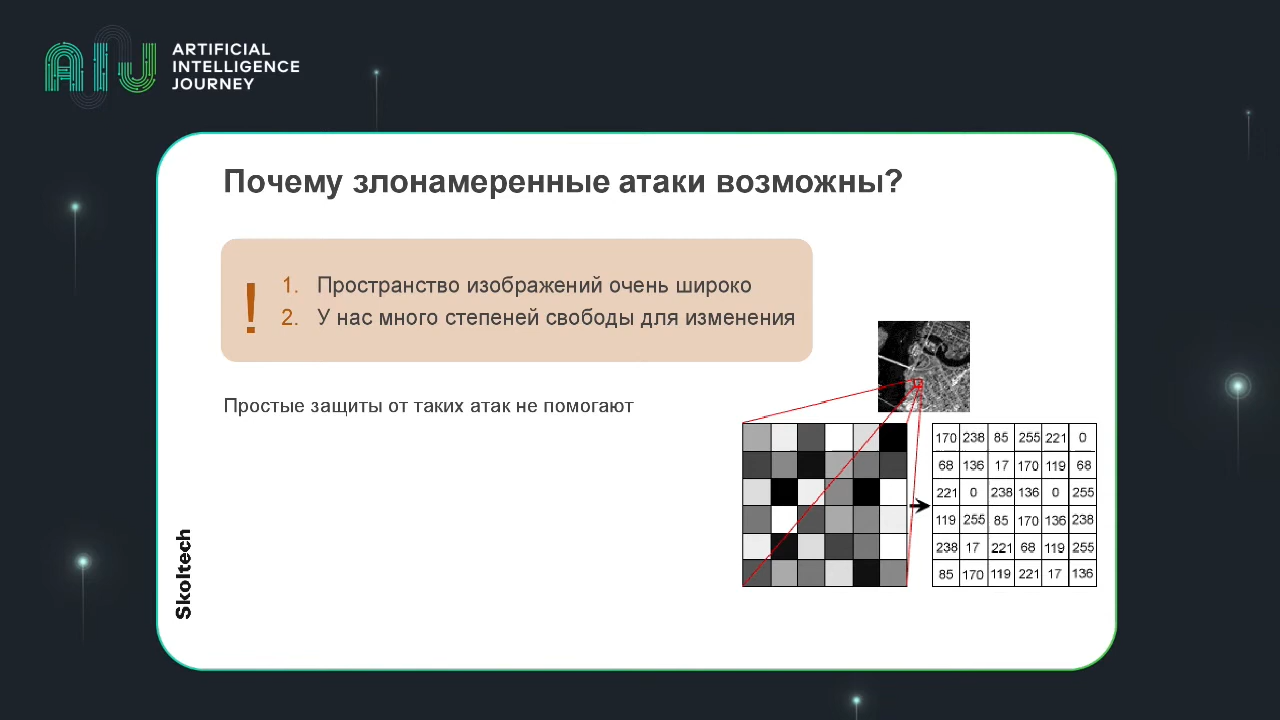 ARTIFICIAL
INTELLIGENCE
JOURNEY
Почему злонамеренные атаки возможны?
!
1. Пространство изображений очень широко
2. У нас много степеней свободы для изменения
Простые защиты от таких атак не помогают
170 238 85 255 221 0
68 136 17 170 119 68
221 0 238 136 0 255
119 255 85 170 136 238
238 17 221 68 119 255
85 170 119 221 17 136
Skoltech